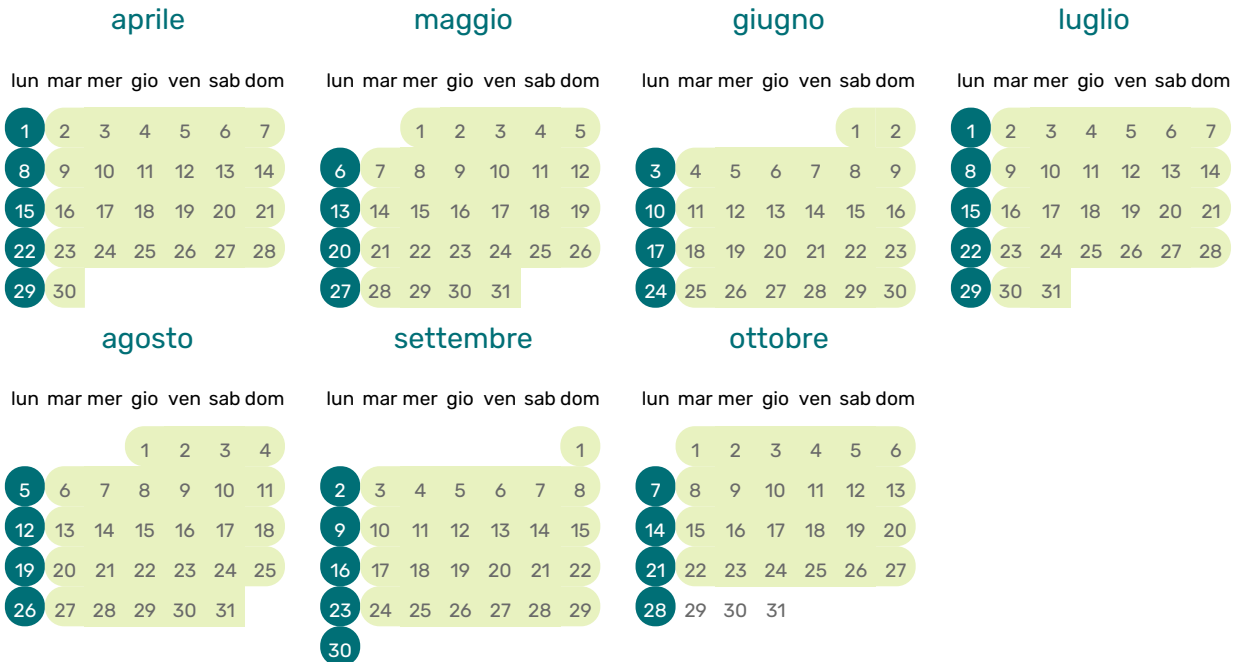 aprile maggio giugno luglio
lun mar mer gio ven sab dom lun mar mer gio ven sab dom lun mar mer gio ven sab dom lun mar mer gio ven sab dom
1 2 3 4 5 6 7 1 2 3 4 5 1 2 1 2 3 4 5 6 7
8 9 10 11 12 13 14 6 7 8 9 10 11 12 3 4 5 6 7 8 9 8 9 10 11 12 13 14
15 16 17 18 19 20 21 13 14 15 16 17 18 19 10 11 12 13 14 15 16 15 16 17 18 19 20 21
22 23 24 25 26 27 28 20 21 22 23 24 25 26 17 18 19 20 21 22 23 22 23 24 25 26 27 28
29 30 27 28 29 30 31 24 25 26 27 28 29 30 29 30 31
agosto settembre ottobre
lun mar mer gio ven sab dom lun mar mer gio ven sab dom lun mar mer gio ven sab dom
1 2 3 4 1 1 2 3 4 5 6
5 6 7 8 9 10 11 2 3 4 5 6 7 8 7 8 9 10 11 12 13
12 13 14 15 16 17 18 9 10 11 12 13 14 15 14 15 16 17 18 19 20
19 20 21 22 23 24 25 16 17 18 19 20 21 22 21 22 23 24 25 26 27
26 27 28 29 30 31 23 24 25 26 27 28 29 28 29 30 31
30